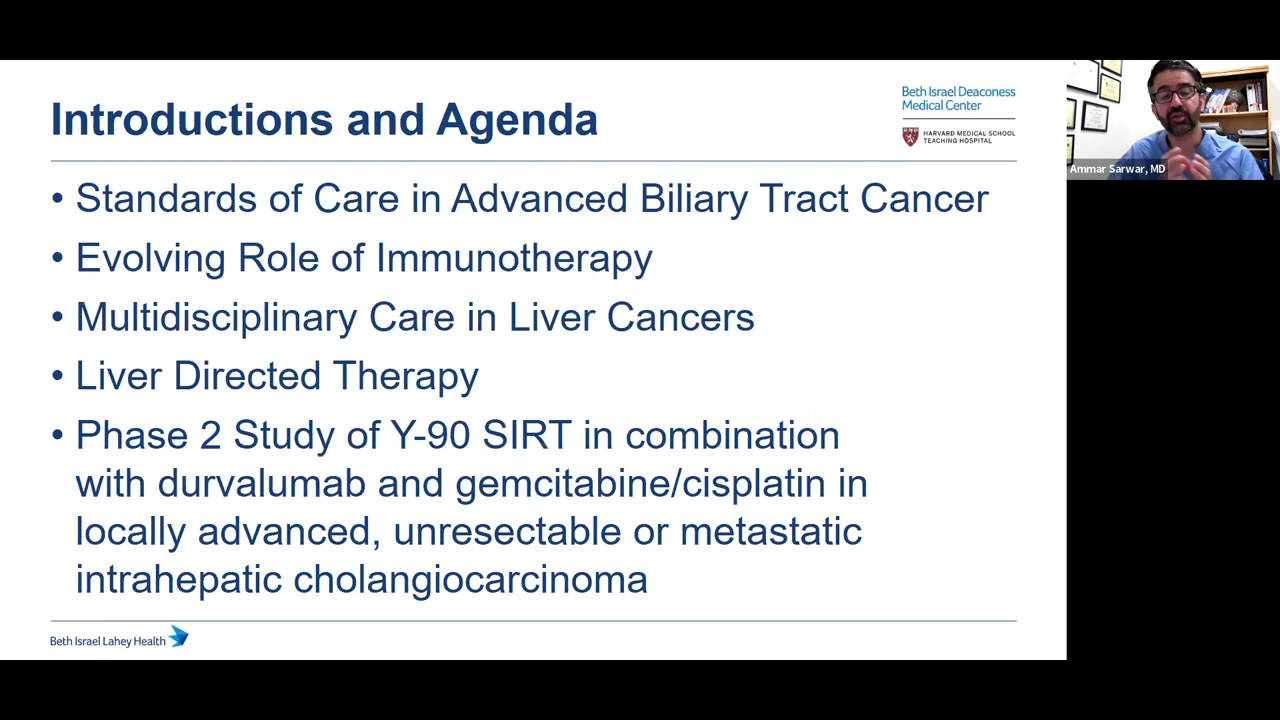 Introductions and Agenda
Beth Israel Deaconess
Medical Center
HARVARD MEDICAL SCHOOL
TEACHING HOSPITAL
Ammar Sarwar, MD
• Standards of Care in Advanced Biliary Tract Cancer
• Evolving Role of Immunotherapy
• Multidisciplinary Care in Liver Cancers
• Liver Directed Therapy
• Phase 2 Study of Y-90 SIRT in combination
with durvalumab and gemcitabine/cisplatin in
locally advanced, unresectable or metastatic
intrahepatic cholangiocarcinoma
Beth Israel Lahey Health